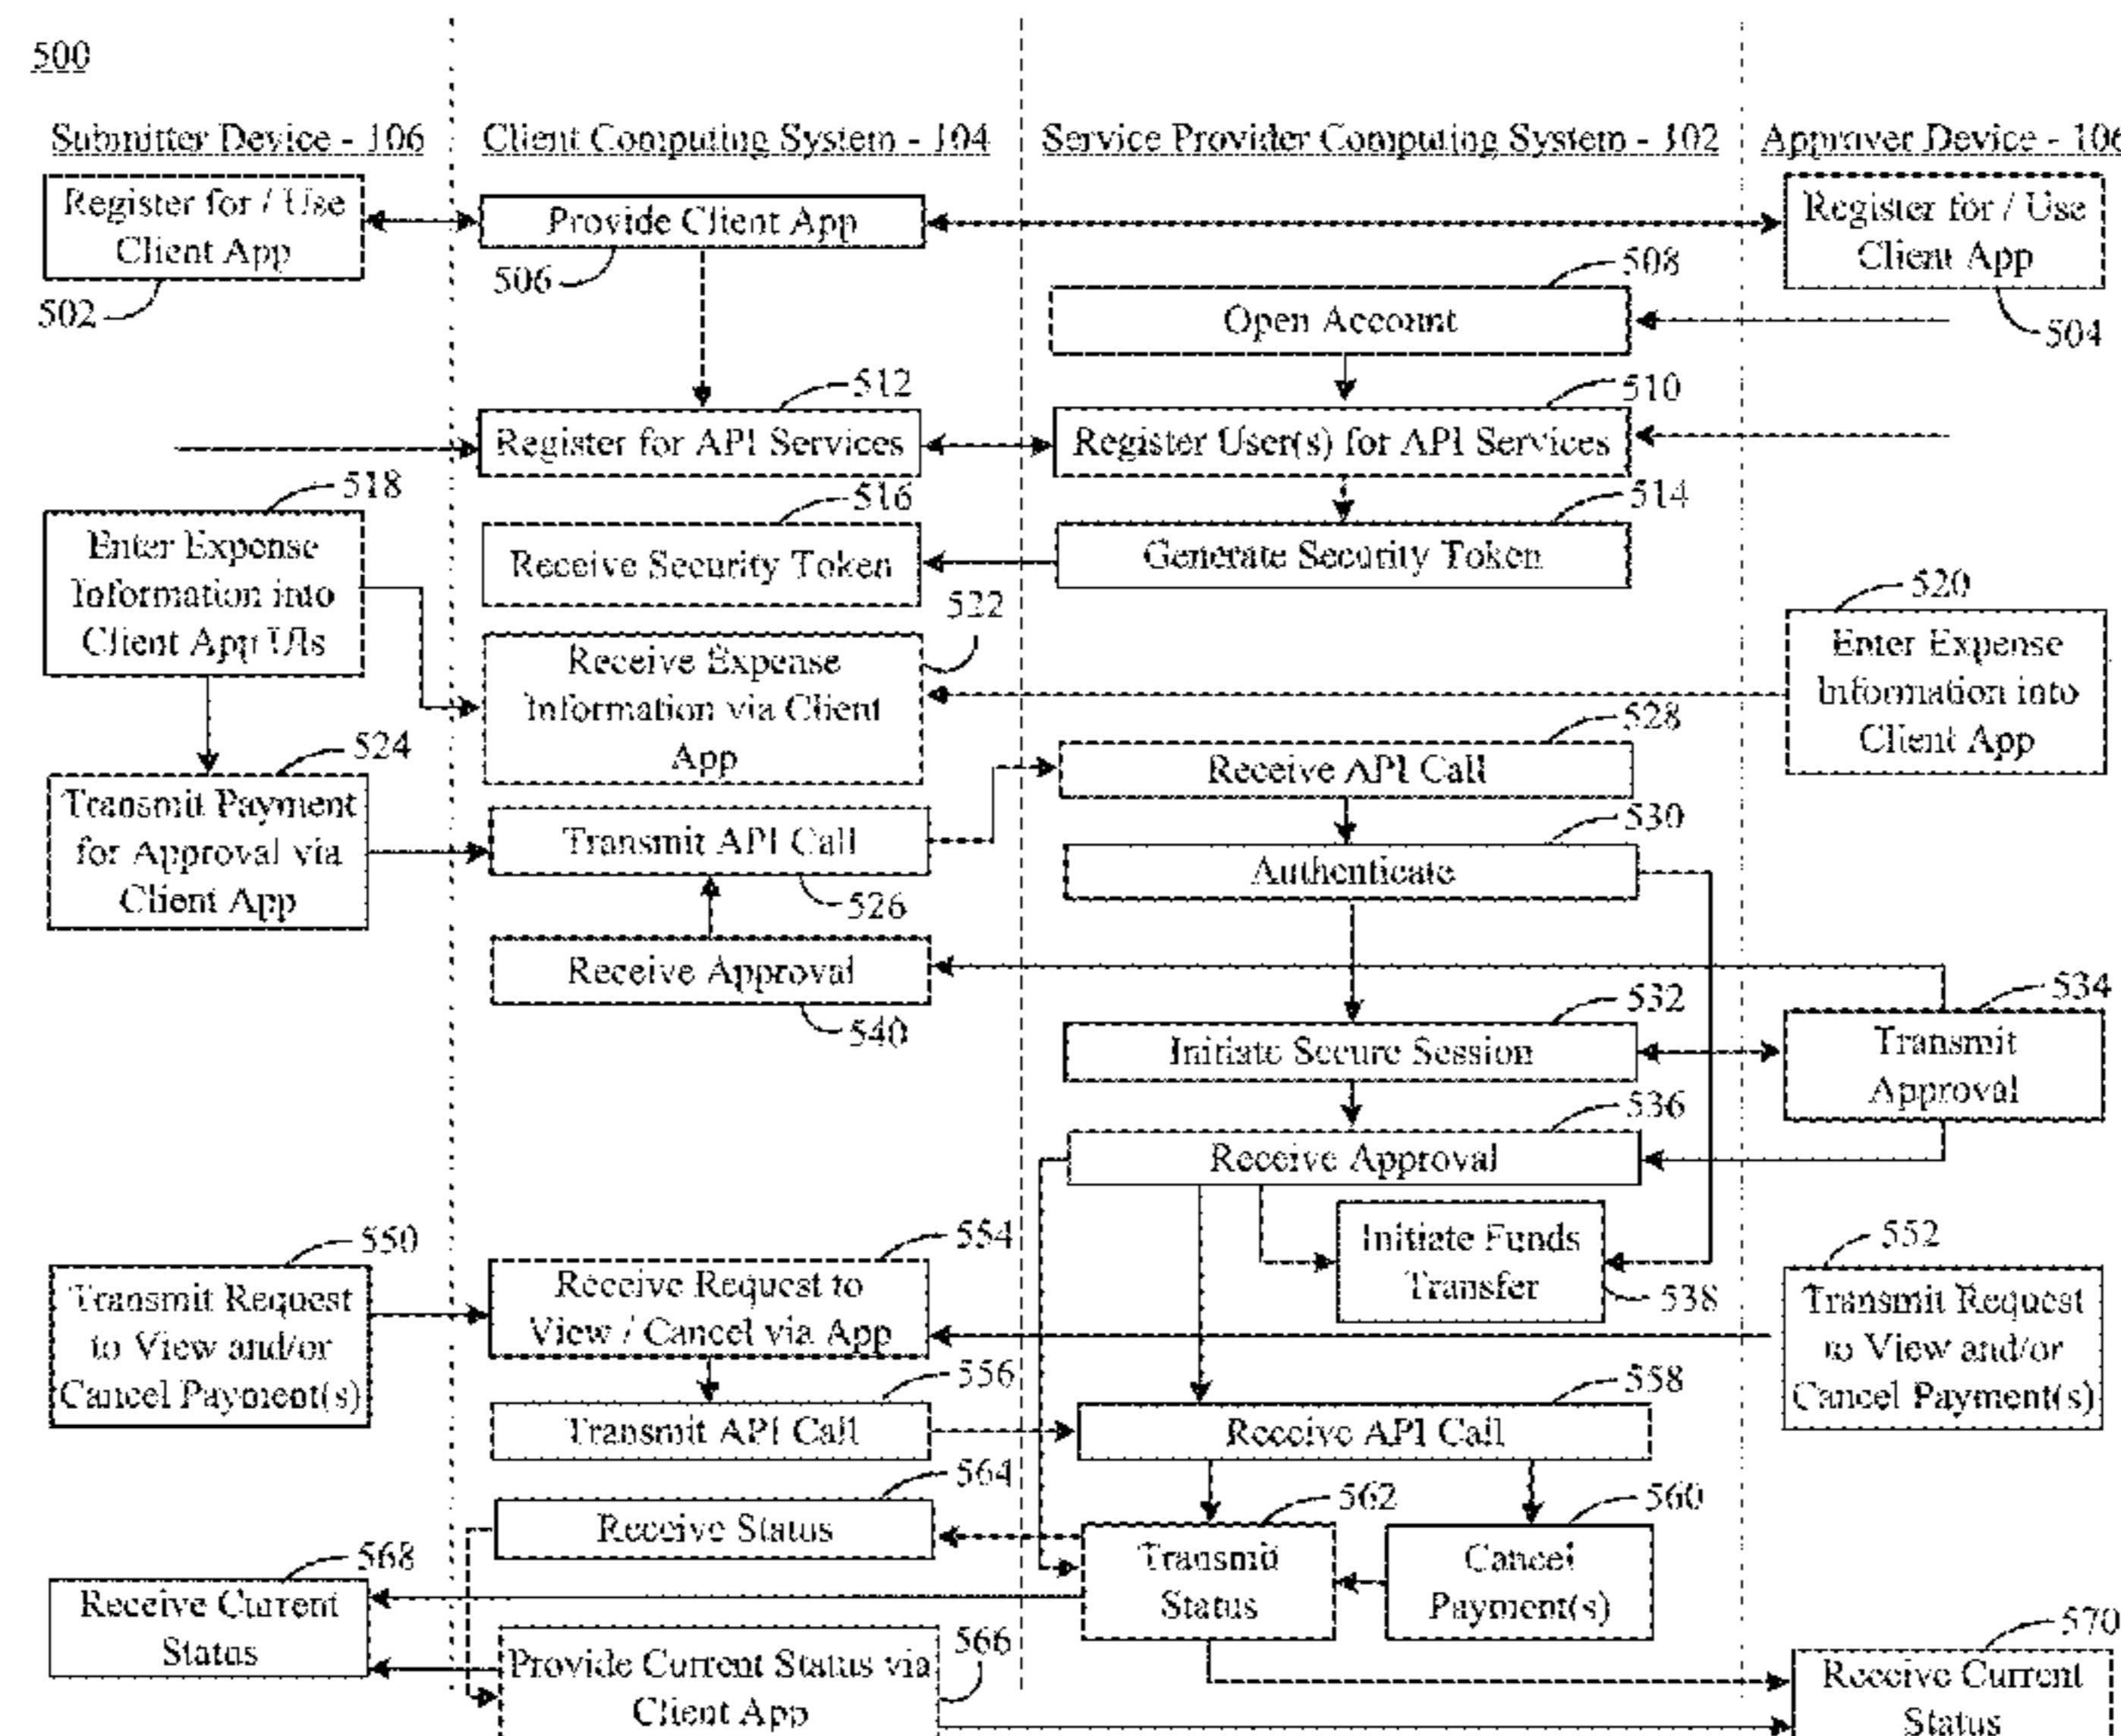 500
Submitter Device - 106
Client Computing System - 104
Service Provider Computing System - 102
Approver Device - 106
Register for / Use
Client App
502
Provide Client App
506
Register for / Use
Client App
504
508
Open Account
512
Register for API Services
510
Register User(s) for API Services
518
Enter Expense
Information into
Client App UIs
516
Receive Security Token
514
Generate Security Token
522
Receive Expense
Information via Client
App
520
Enter Expense
Information into
Client App
524
Transmit Payment
for Approval via
Client App
528
Receive API Call
Transmit API Call
526
530
Authenticate
Receive Approval
540
532
Initiate Secure Session
534
Transmit
Approval
536
Receive Approval
Initiate Funds
Transfer
538
550
Transmit Request
to View and/or
Cancel Payment(s)
554
Receive Request to
View / Cancel via App
552
Transmit Request
to View and/or
Cancel Payment(s)
556
Transmit API Call
558
Receive API Call
564
Receive Status
562
Transmit
Status
560
Cancel
Payment(s)
568
Receive Current
Status
566
Provide Current Status via
Client App
570
Receive Current
Status